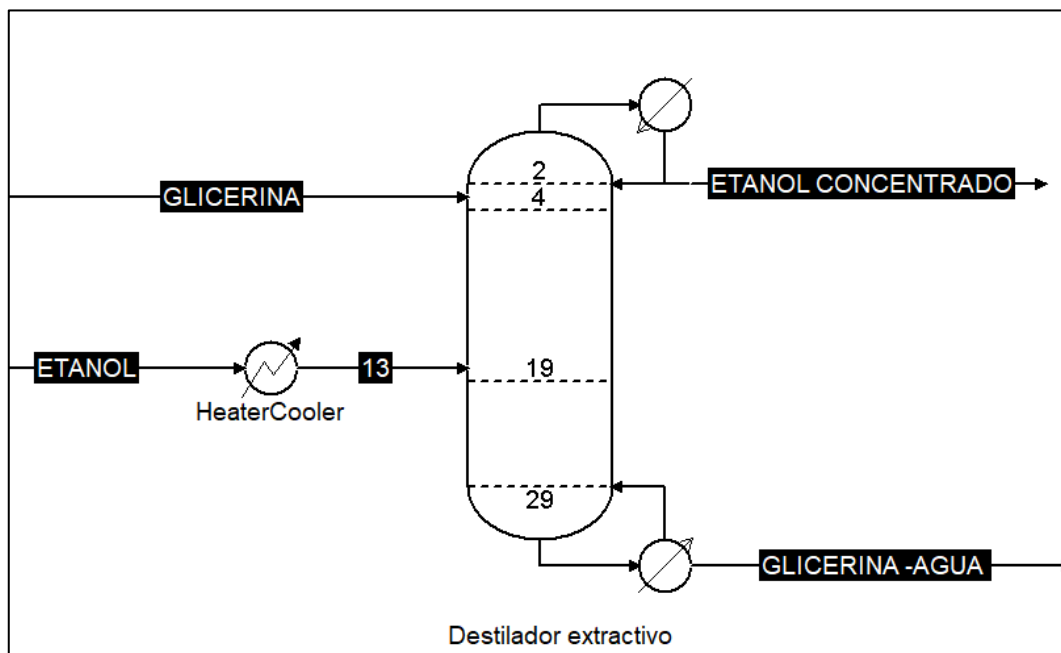 2
ETANOL CONCENTRADO
GLICERINA
4
ETANOL
13
19
HeaterCooler
29
GLICERINA -AGUA
Destilador extractivo